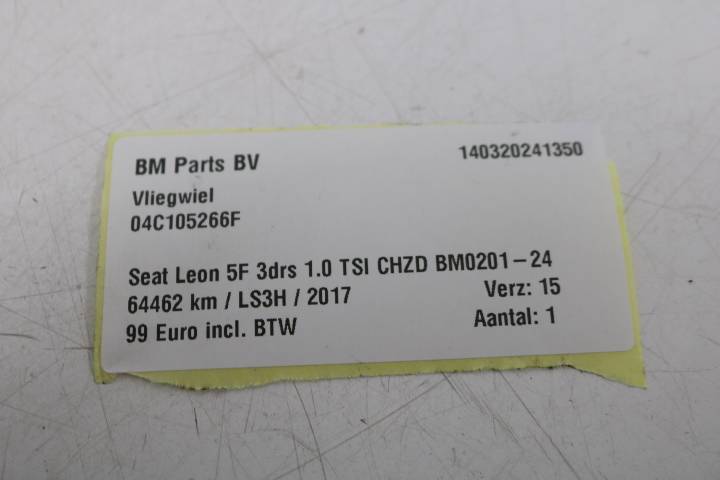 BM Parts BV 140320241350
Vliegwiel
04C105266F
Seat Leon 5F 3drs 1.0 TSI CHZD BM0201-24
64462 km / LS3H / 2017 Verz: 15
99 Euro incl. BTW Aantal: 1